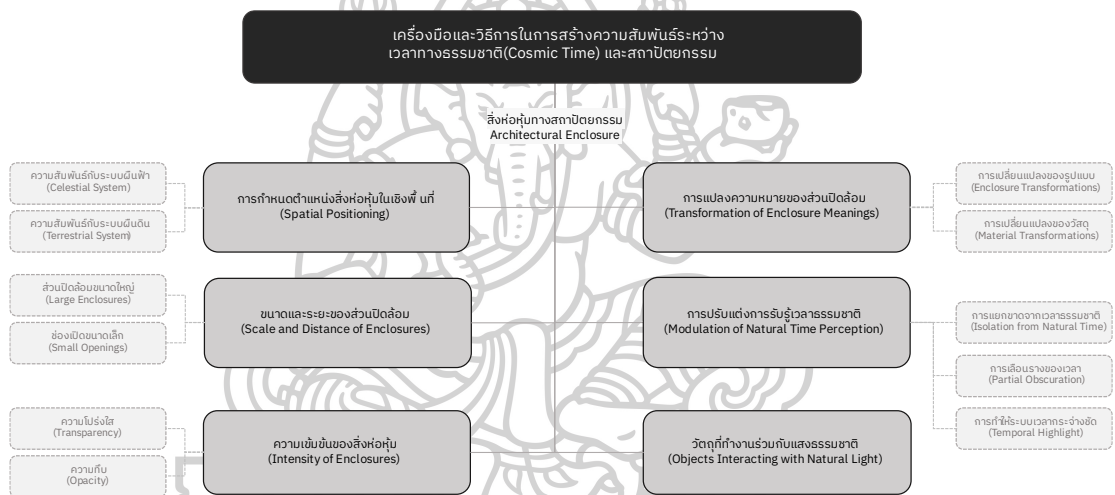 เครื่องมือและวิธีการในการสร้างความสัมพันธ์ระหว่าง
เวลาทางธรรมชาติ(Cosmic Time) และสถาปัตยกรรม
สิ่งห่อหุ้มทางสถาปัตยกรรม
Architectural Enclosure
ความสัมพันธ์กับระบบผืนฟ้า
(Celestial System)
ความสัมพันธ์กับระบบผืนดิน
(Terrestrial System)
การกำหนดตำแหน่งสิ่งห่อหุ้มในเชิงพื้นที่
(Spatial Positioning)
การแปลงความหมายของส่วนปิดล้อม
(Transformation of Enclosure Meanings)
การเปลี่ยนแปลงของรูปแบบ
(Enclosure Transformations)
การเปลี่ยนแปลงของวัสดุ
(Material Transformations)
ส่วนปิดล้อมขนาดใหญ่
(Large Enclosures)
ช่องเปิดขนาดเล็ก
(Small Openings)
ขนาดและระยะของส่วนปิดล้อม
(Scale and Distance of Enclosures)
การปรับแต่งการรับรู้เวลาธรรมชาติ
(Modulation of Natural Time Perception)
การแยกขาดจากเวลาธรรมชาติ
(Isolation from Natural Time)
การเลือนรางของเวลา
(Partial Obscuration)
การทำให้ระบบเวลากระจ่างชัด
(Temporal Highlight)
ความโปร่งใส
(Transparency)
ความทึบ
(Opacity)
ความเข้มข้นของสิ่งห่อหุ้ม
(Intensity of Enclosures)
วัตถุที่ทำงานร่วมกับแสงธรรมชาติ
(Objects Interacting with Natural Light)